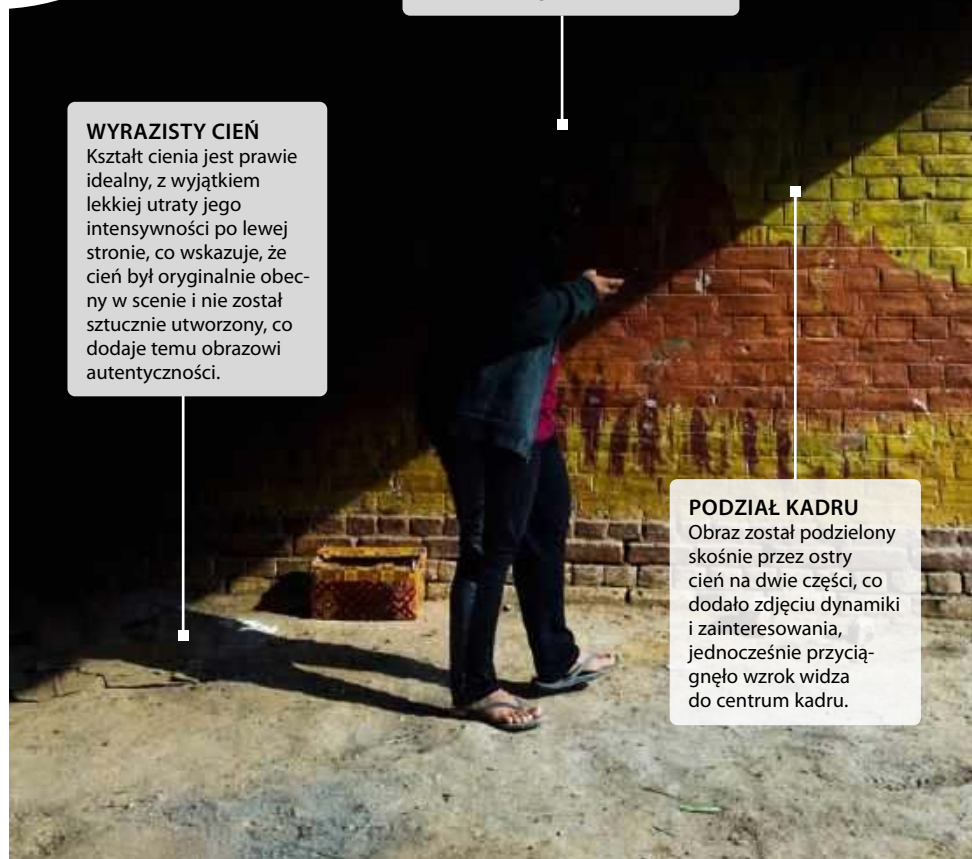 WYRAZISTY CIEŃ
Kształt cienia jest prawie
idealny, z wyjątkiem
lekkiej utraty jego
intensywności po lewej
stronie, co wskazuje, że
cień był oryginalnie obec-
ny w scenie i nie został
sztucznie utworzony, co
dodaje temu obrazowi
autentyczności.
PODZIAŁ KADRU
Obraz został podzielony
skośnie przez ostry
cień na dwie części, co
dodało zdjęciu dynamiki
i zainteresowania,
jednocześnie przycią-
gnęło wzrok widza
do centrum kadru.